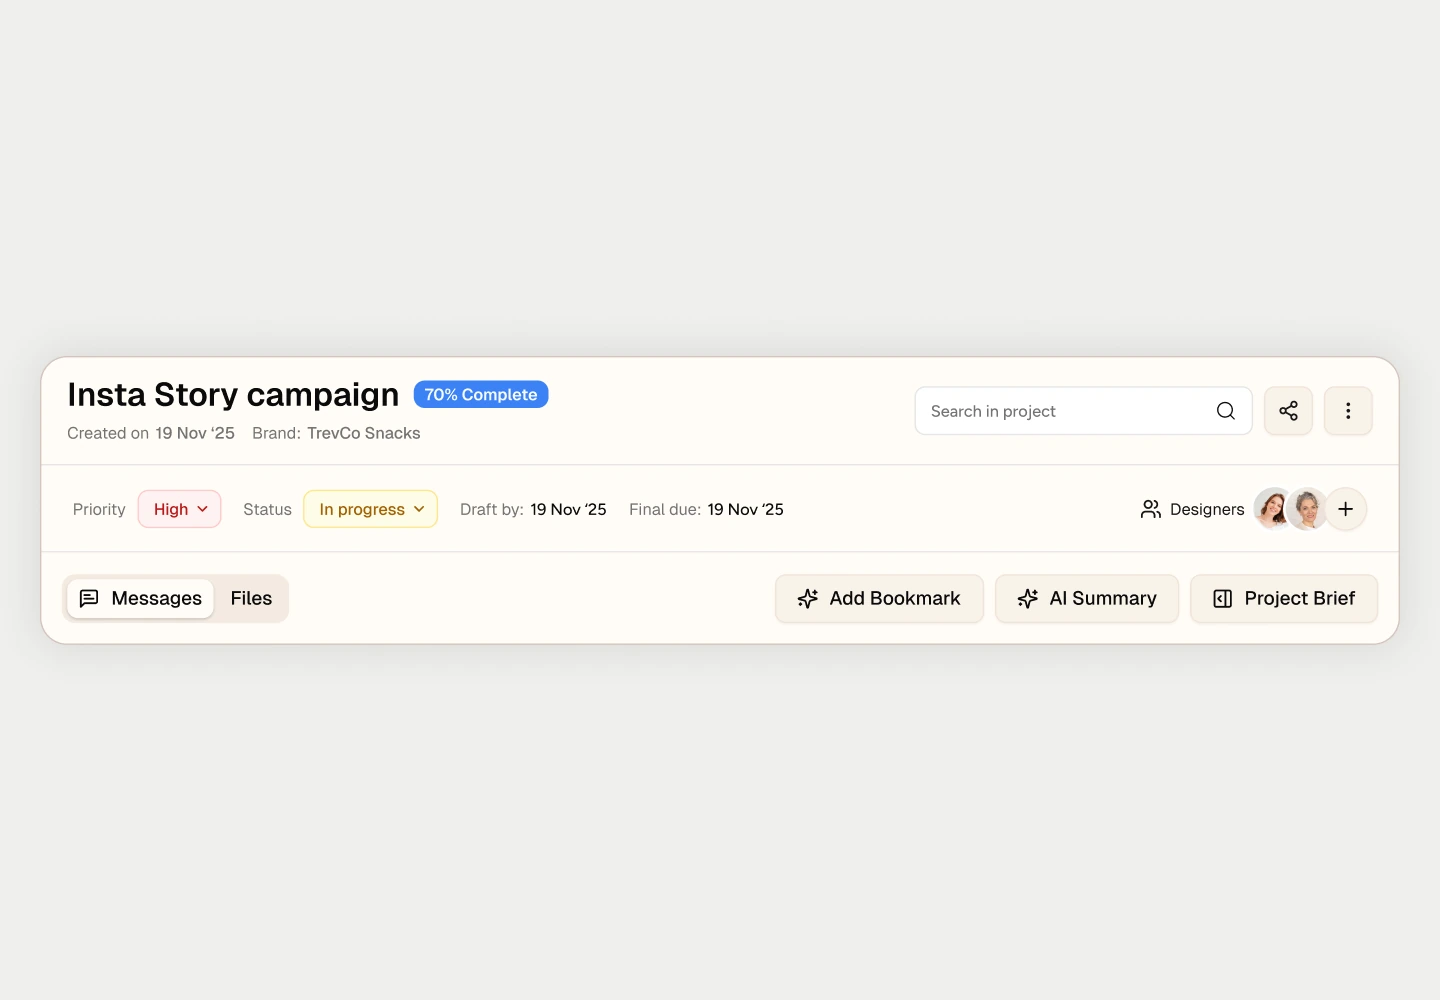 Insta Story campaign 70% Complete
Created on 19 Nov ‘25 Brand: TrevCo Snacks
Search in project
Priority High Status In progress Draft by: 19 Nov ‘25 Final due: 19 Nov ‘25 Designers
Messages Files Add Bookmark AI Summary Project Brief